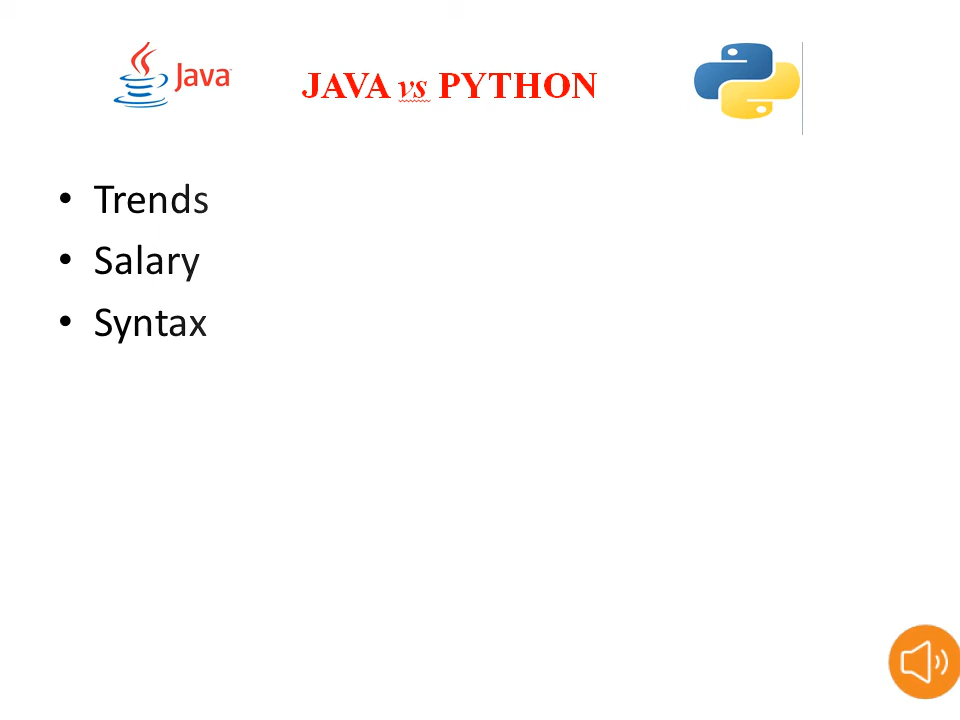 Java
JAVA vs PYTHON
• Trends
• Salary
• Syntax